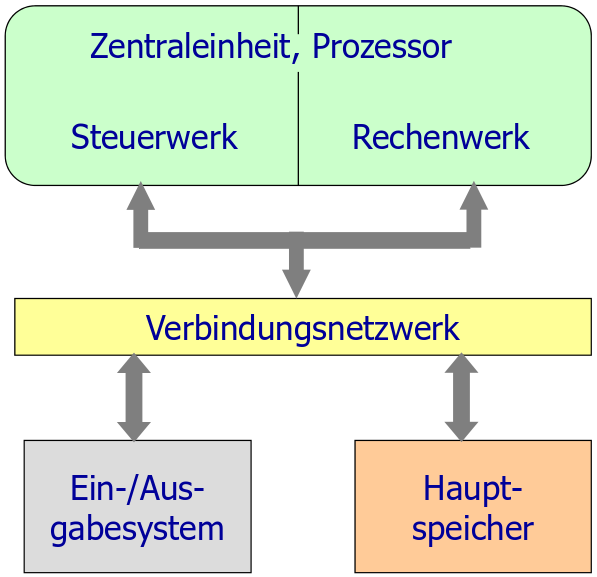 Zentraleinheit, Prozessor
Steuerwerk
Rechenwerk
Verbindungsnetzwerk
Ein-/Aus-
gabesystem
Haupt-
speicher